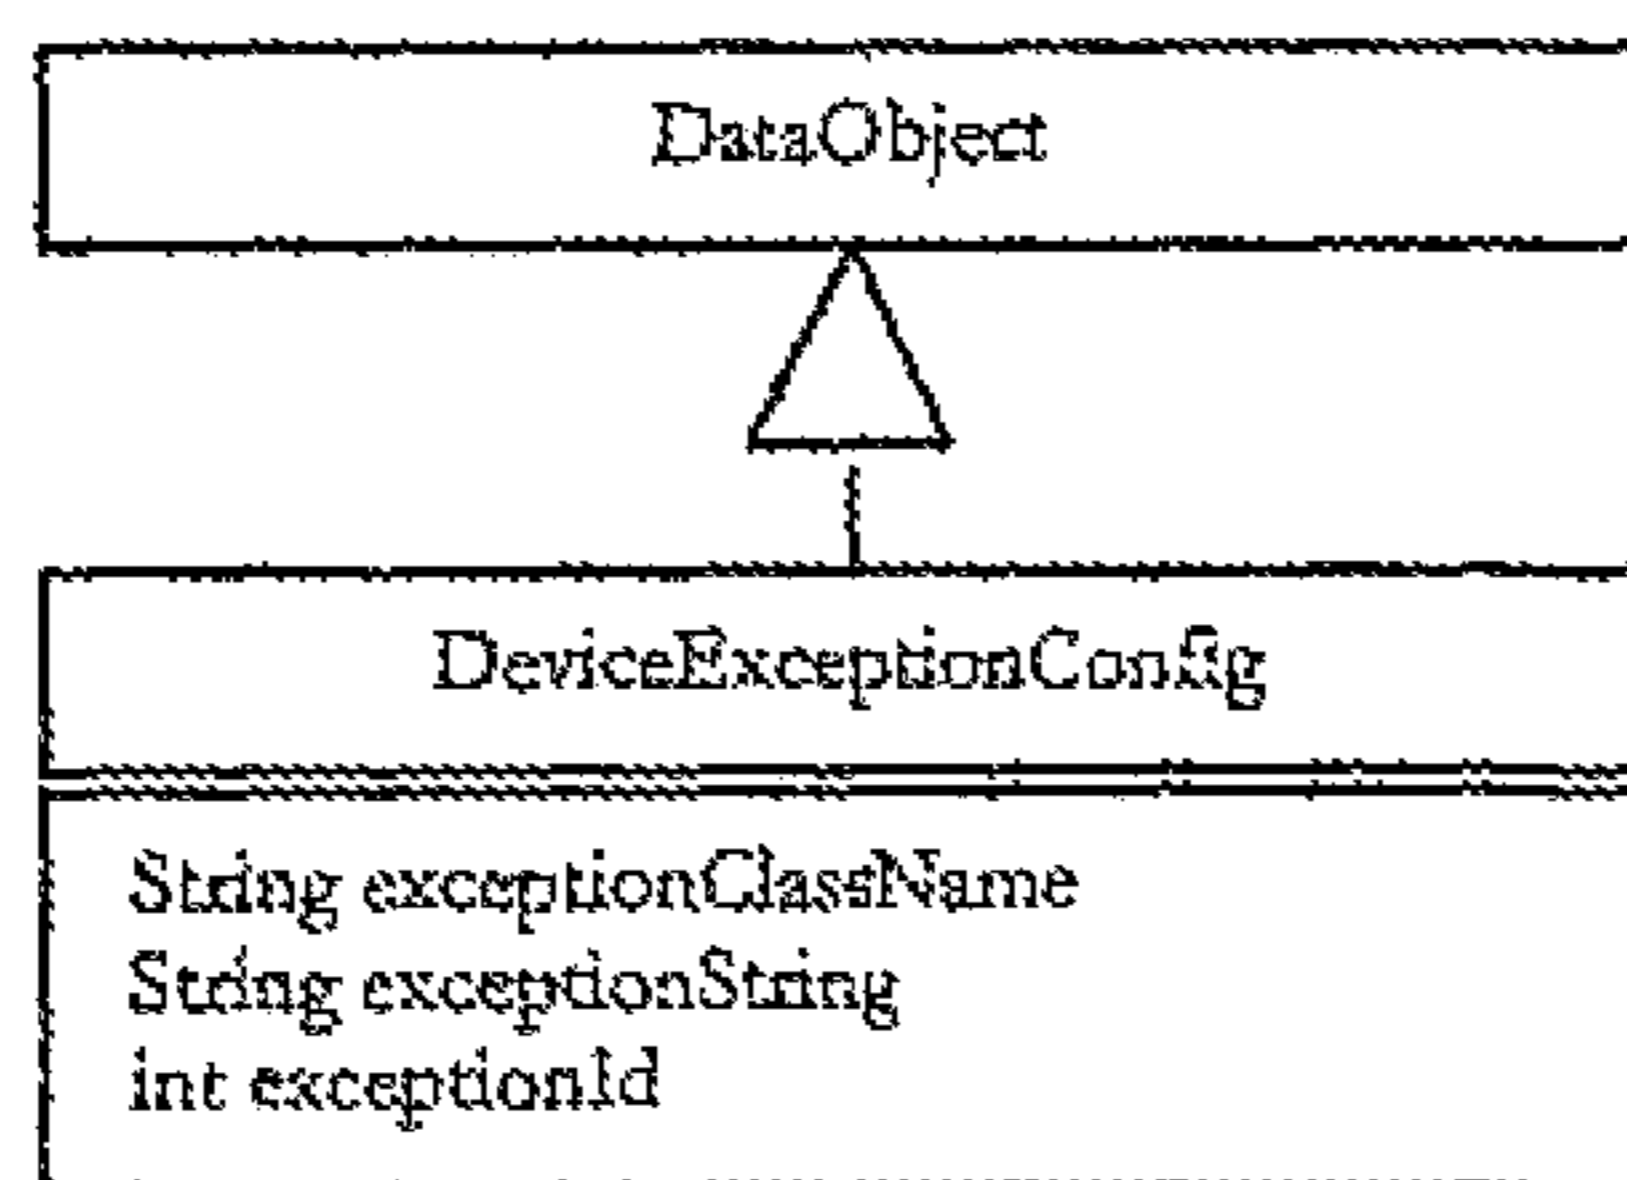 DataObject
DeviceExceptionConfig
String exceptionClassName
String exceptionString
int exceptionId